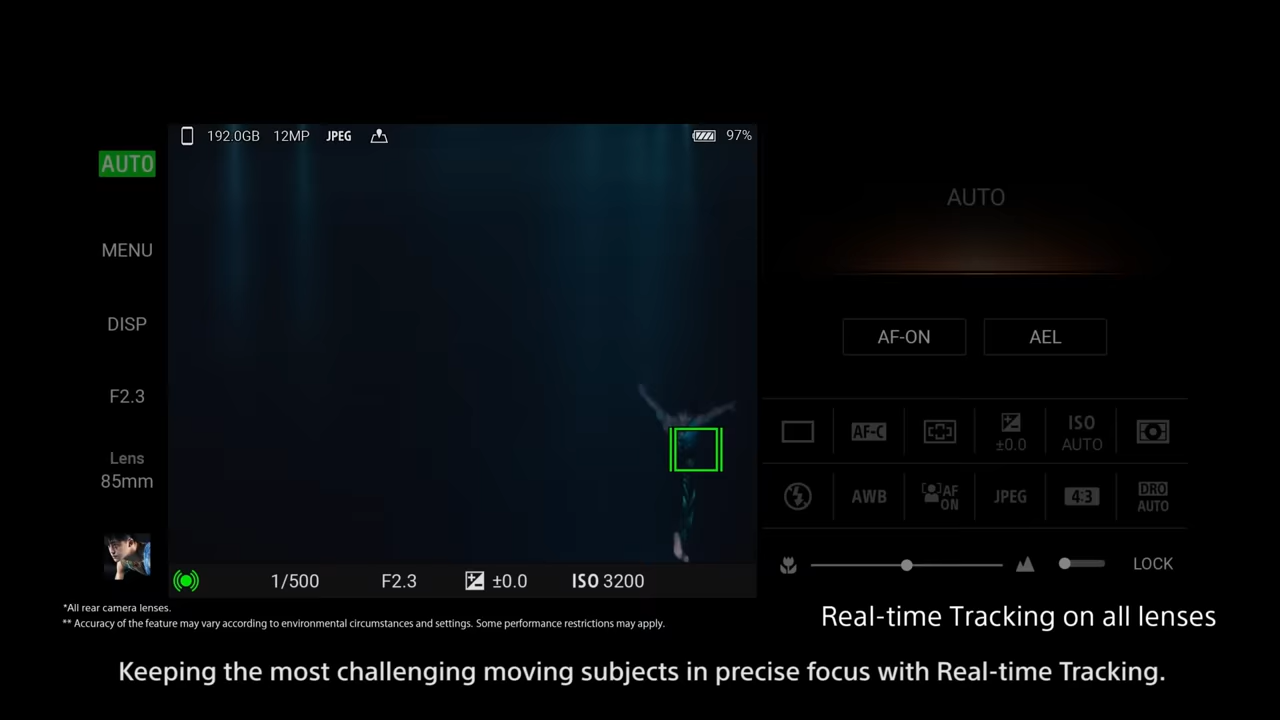 192.0GB 12MP JPEG 97%
AUTO
MENU
DISP
F2.3
Lens
85mm
AUTO
AF-ON AEL
AF-C ±0.0 ISO AUTO
AWB AF ON JPEG 4:3 DRO AUTO
LOCK
1/500 F2.3 ±0.0 ISO 3200
*All rear camera lenses.
** Accuracy of the feature may vary according to environmental circumstances and settings. Some performance restrictions may apply.
Real-time Tracking on all lenses
Keeping the most challenging moving subjects in precise focus with Real-time Tracking.